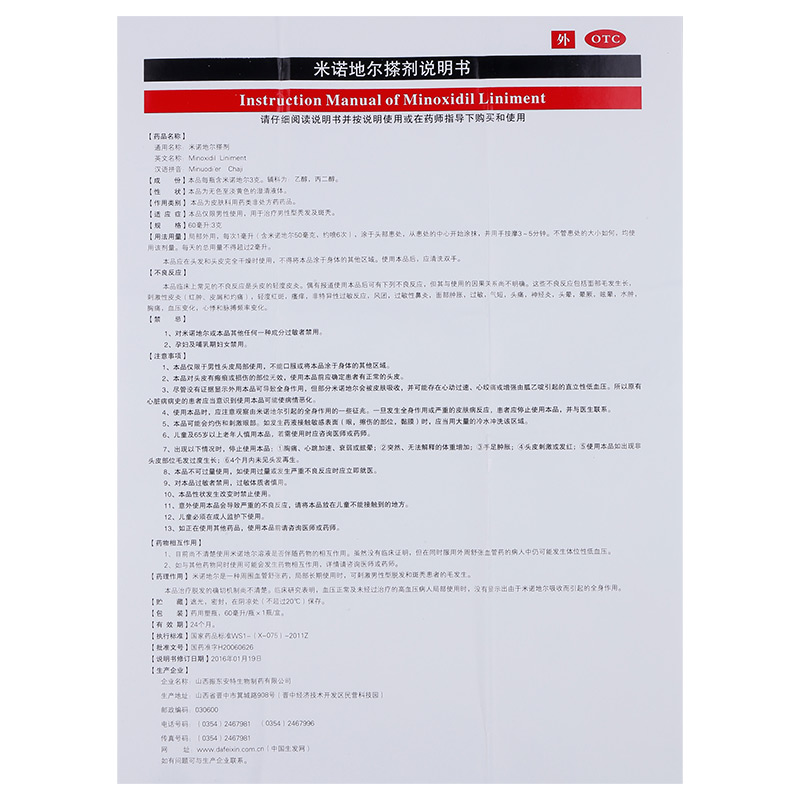 外 OTC
米诺地尔搽剂说明书
Instruction Manual of Minoxidil Liniment
请仔细阅读说明书并按说明使用或在药师指导下购买和使用
【药品名称】
通用名称：米诺地尔搽剂
英文名称：Minoxidil Liniment
汉语拼音：Minuodi'er Chaji
【成 份】本品每瓶含米诺地尔3克。辅料为：乙醇，丙二醇。
【性 状】本品为无色至淡黄色的澄清液体。
【作用类别】本品为皮肤科用药类非处方药药品。
【适 应 症】本品仅限男性使用，用于治疗男性型秃发及斑秃。
【规 格】60毫升:3克
【用法用量】局部外用。每次1毫升（含米诺地尔50毫克、约喷6次），涂于头部患处，从患处的中心开始涂抹，并用手按摩3~5分钟。不管患处的大小如何，均使
用该剂量。每天的总用量不得超过2毫升。
本品应在头发和头皮完全干燥时使用，不得将本品涂于身体的其他区域。使用本品后，应清洗双手。
【不良反应】
本品临床上常见的不良反应是头皮的轻度皮炎。偶有报道使用本品后可有下列不良反应，但其与使用的因果关系尚不明确。这些不良反应包括面部毛发生长，
刺激性皮炎（红肿、皮屑和灼痛），轻度红斑，瘙痒，非特异性过敏反应，风团，过敏性鼻炎，面部肿胀，过敏，气短，头痛，神经炎，头晕，晕厥，眩晕，水肿，
胸痛，血压变化，心悸和脉搏频率变化。
【禁 忌】
1、对米诺地尔或本品其他任何一种成分过敏者禁用。
2、孕妇及哺乳期妇女禁用。
【注意事项】
1、本品仅限于男性头皮局部使用，不能口服或将本品涂于身体的其他区域。
2、本品对头皮有瘢痕或损伤的部位无效，使用本品前应确定患者有正常的头皮。
3、尽管没有证据显示外用本品可导致全身作用，但部分米诺地尔会被皮肤吸收，并可能存在心动过速、心绞痛或增强由胍乙啶引起的直立性低血压。所以原有
心脏病病史的患者应当意识到使用本品可能使病情恶化。
4、使用本品时，应注意观察由米诺地尔引起的全身作用的一些征兆。一旦发生全身作用或严重的皮肤病反应，患者应停止使用本品，并与医生联系。
5、本品可能会灼伤和刺激眼部。如发生药液接触敏感表面（眼，擦伤的部位，黏膜）时，应当用大量的冷水冲洗该区域。
6、儿童及65岁以上老年人慎用本品，若需使用时应咨询医师或药师。
7、出现以下情况时，停止使用本品：①胸痛、心跳加速、衰弱或眩晕；②突然、无法解释的体重增加；③手足肿胀；④头皮刺激或发红；⑤使用本品如出现非
头皮部位毛发过度生长；⑥4个月内未见头发再生。
8、本品不可过量使用，如使用过量或发生严重不良反应时应立即就医。
9、对本品过敏者禁用，过敏体质者慎用。
10、本品性状发生改变时禁止使用。
11、意外使用本品会导致严重的不良反应，请将本品放在儿童不能接触到的地方。
12、儿童必须在成人监护下使用。
13、如正在使用其他药品，使用本品前请咨询医师或药师。
【药物相互作用】
1．目前尚不清楚使用米诺地尔溶液是否伴随药物的相互作用。虽然没有临床证明，但在同时服用外周舒张血管药的病人中仍可能发生体位性低血压。
2．如与其他药物同时使用可能会发生药物相互作用，详情请咨询医师或药师。
【药理作用】米诺地尔是一种周围血管舒张药，局部长期使用时，可刺激男性型脱发和斑秃患者的毛发生。
本品治疗脱发的确切机制尚不清楚。临床研究表明，血压正常及未经过治疗的高血压病人局部使用时，没有显示出由于米诺地尔吸收而引起的全身作用。
【贮 藏】遮光，密封，在阴凉处（不超过20℃）保存。
【包 装】药用塑瓶，60毫升/瓶×1瓶/盒。
【有 效 期】24个月。
【执行标准】国家药品标准WS1-（X-075）-2011Z
【批准文号】国药准字H20060626
【说明书修订日期】2016年01月19日
【生产企业】
企业名称：山西振东安特生物制药有限公司
生产地址：山西省晋中市箕城路908号（晋中经济技术开发区民营科技园）
邮政编码：030600
电话号码：（0354）2467981 （0354）2467996
传真号码：（0354）2467981
网 址：www.dafeixin.com.cn（中国生发网）
如有问题可与生产企业联系。